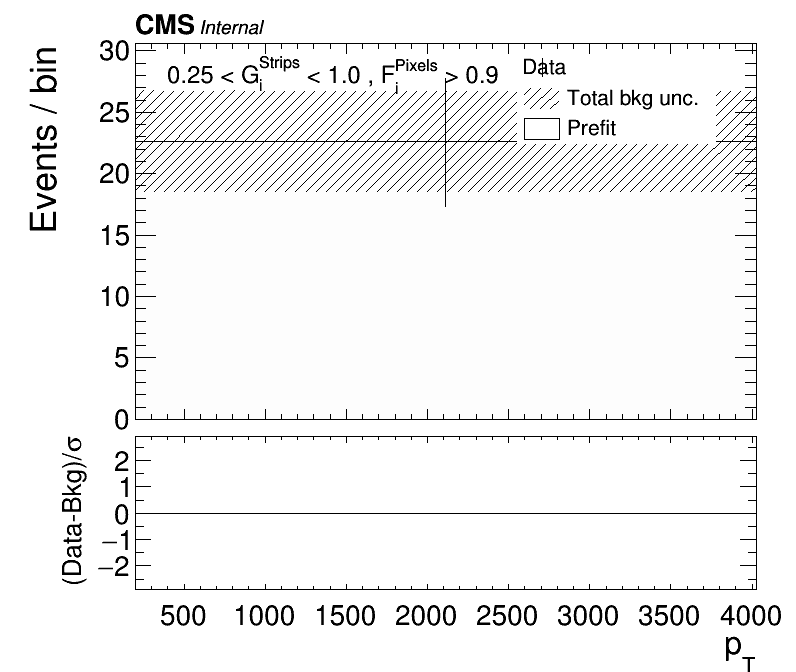 CMS Internal
Events / bin
30
25
20
15
10
5
0
0.25 < G_i^Strips < 1.0 , F_i^Pixels > 0.9
Data
Total bkg unc.
Prefit
(Data-Bkg)/σ
2
1
0
−1
−2
500 1000 1500 2000 2500 3000 3500 4000
p_T